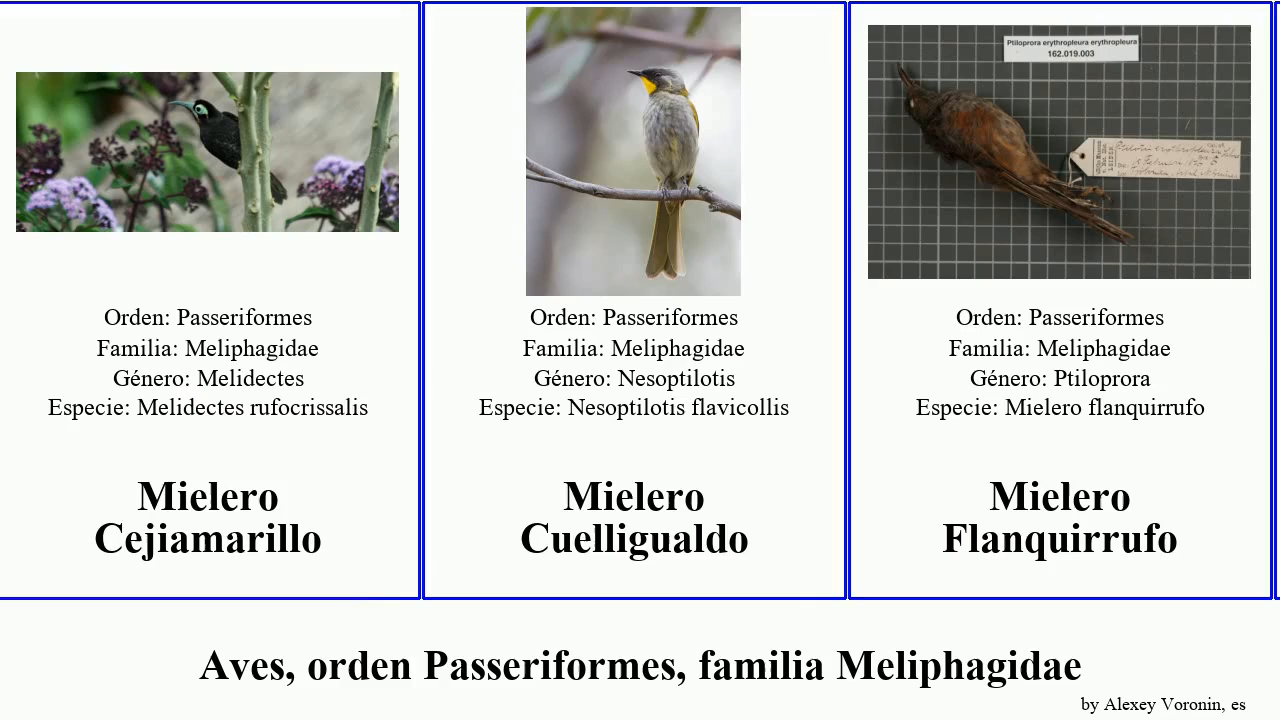 Ptiloprora erythropleura erythropleura
162.019.003
Orden: Passeriformes
Familia: Meliphagidae
Género: Melidectes
Especie: Melidectes rufocrissalis
Mielero
Cejiamarillo
Orden: Passeriformes
Familia: Meliphagidae
Género: Nesoptilotis
Especie: Nesoptilotis flavicollis
Mielero
Cuelligualdo
Orden: Passeriformes
Familia: Meliphagidae
Género: Ptiloprora
Especie: Mielero flanquirrufo
Mielero
Flanquirrufo
Aves, orden Passeriformes, familia Meliphagidae
by Alexey Voronin, es